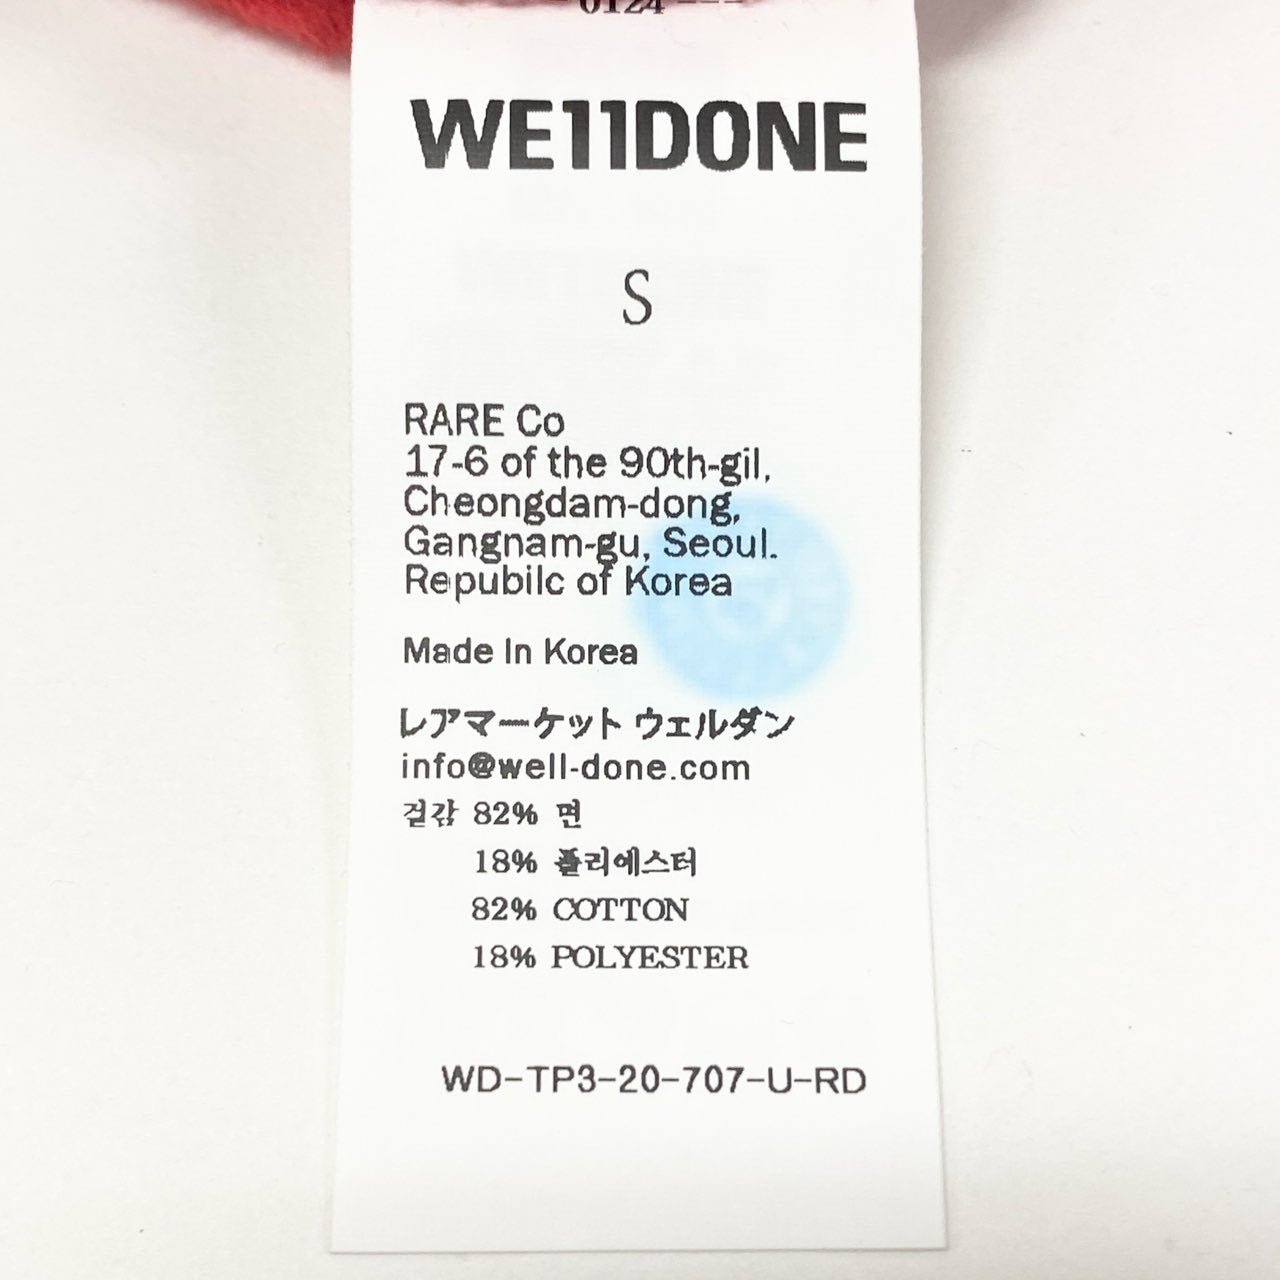 0124 ---
WE11DONE
S
RARE Co
17-6 of the 90th-gil,
Cheongdam-dong,
Gangnam-gu, Seoul.
Repubilc of Korea
Made In Korea
レアマーケット ウェルダン
info@well-done.com
겉감 82% 면
18% 폴리에스터
82% COTTON
18% POLYESTER
WD-TP3-20-707-U-RD